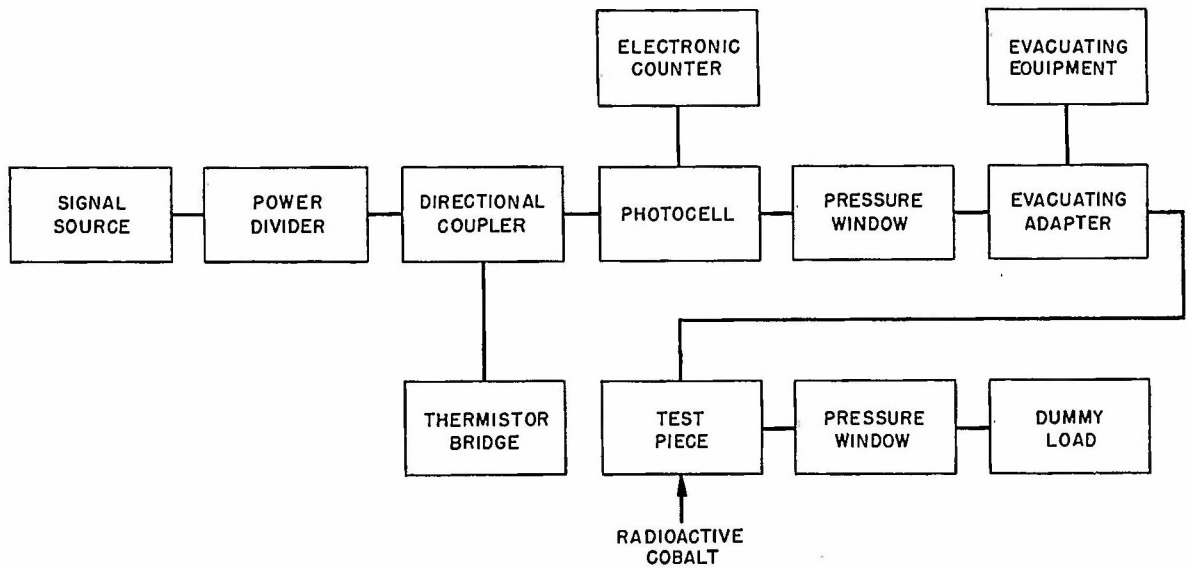 ELECTRONIC
COUNTER
EVACUATING
EQUIPMENT
SIGNAL
SOURCE
POWER
DIVIDER
DIRECTIONAL
COUPLER
PHOTOCELL
PRESSURE
WINDOW
EVACUATING
ADAPTER
THERMISTOR
BRIDGE
TEST
PIECE
PRESSURE
WINDOW
DUMMY
LOAD
RADIOACTIVE
COBALT